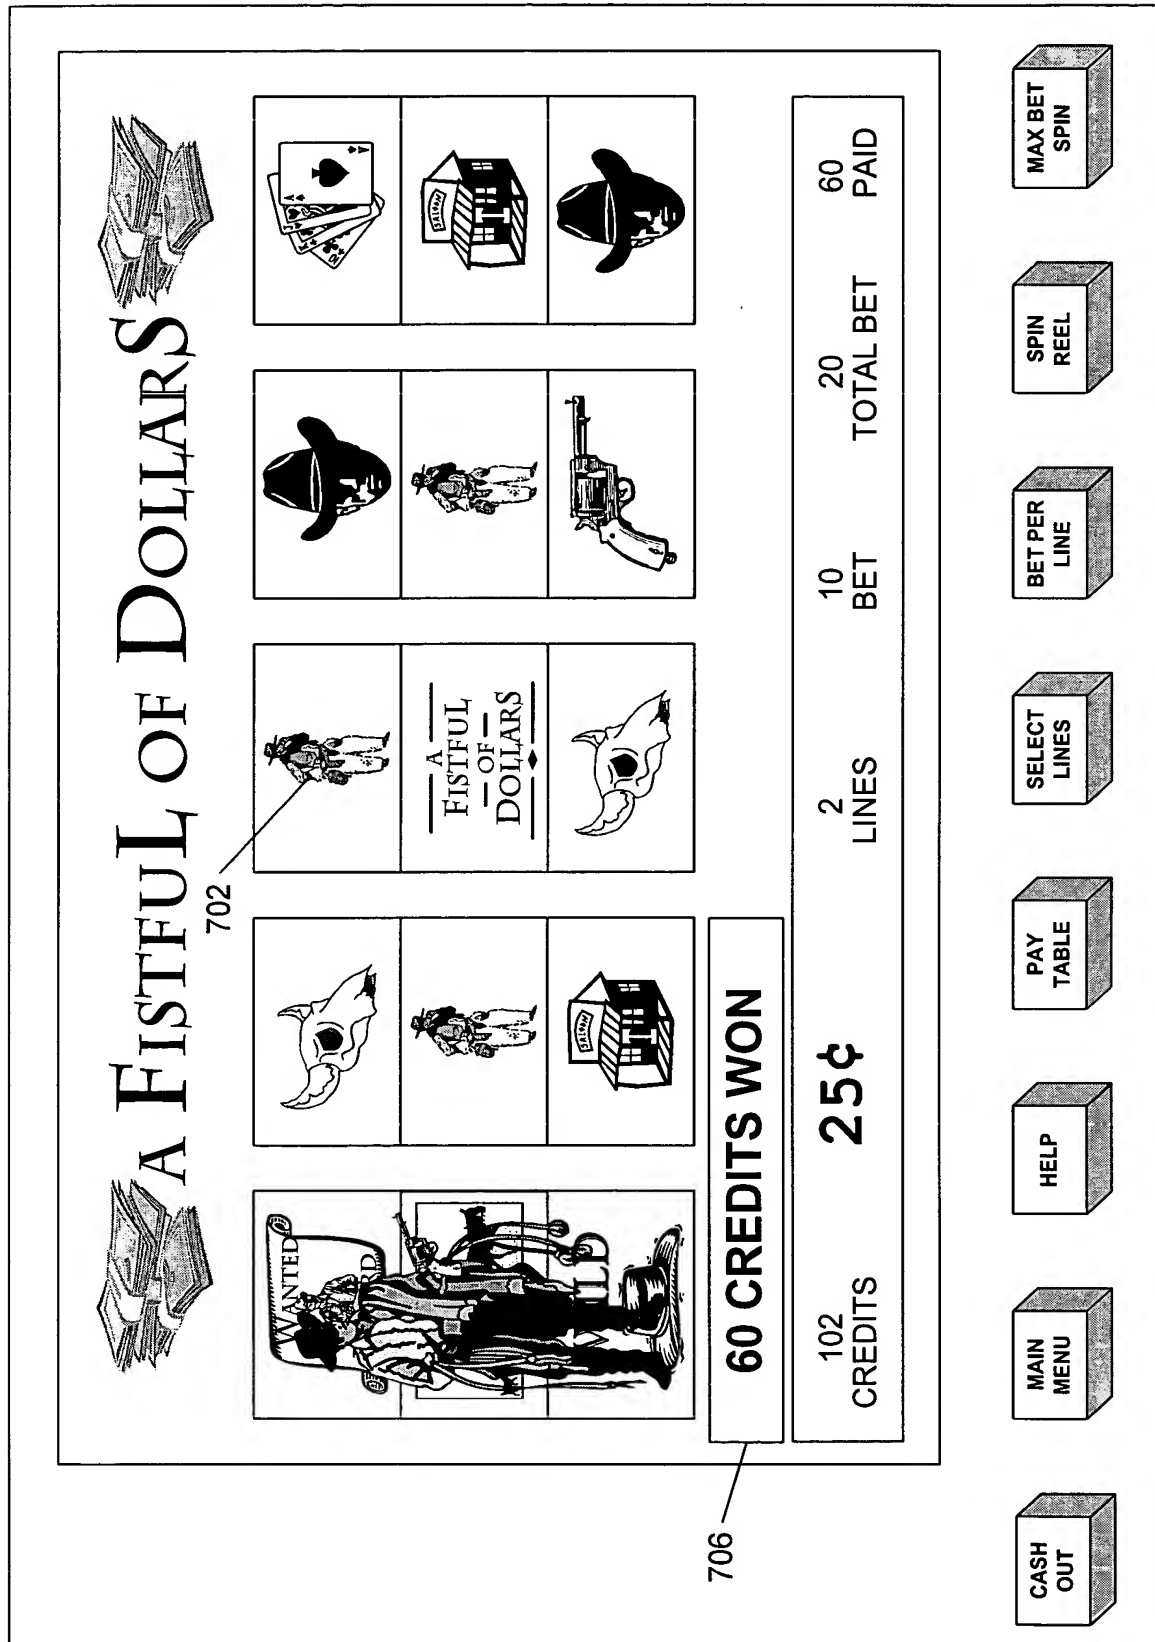 A FISTFUL OF DOLLARS
702
WANTED
A
FISTFUL
OF
DOLLARS
A
A
SALOON
SALOON
706
60 CREDITS WON
102
CREDITS
25¢
2
LINES
10
BET
20
TOTAL BET
60
PAID
CASH
OUT
MAIN
MENU
HELP
PAY
TABLE
SELECT
LINES
BET PER
LINE
SPIN
REEL
MAX BET
SPIN